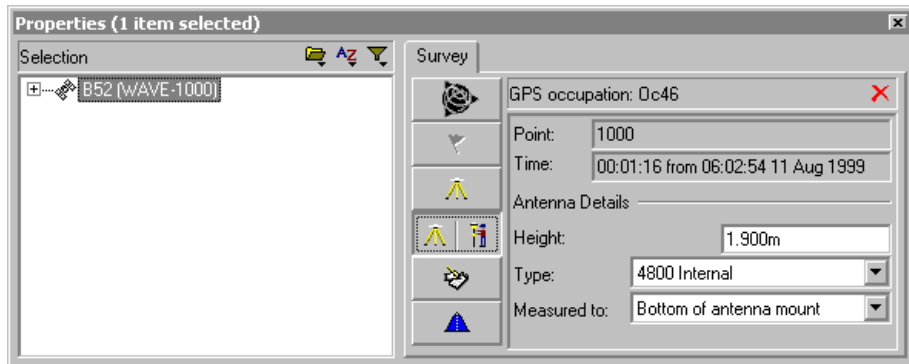 Properties (1 item selected)
Selection
AZ
Survey
B52 (WAVE-1000)
GPS occupation: Oc46
Point: 1000
Time: 00:01:16 from 06:02:54 11 Aug 1999
Antenna Details
Height: 1.900m
Type: 4800 Internal
Measured to: Bottom of antenna mount